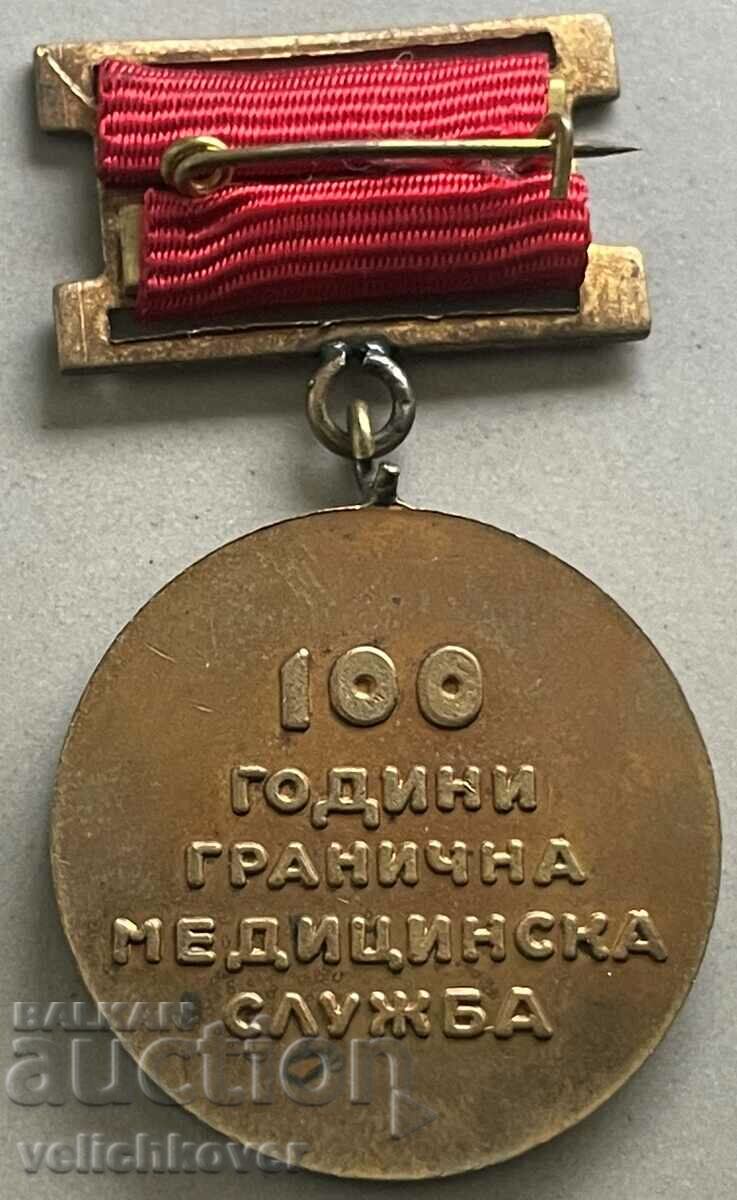 100
ГОДИНИ
ГРАНИЧНА
МЕДИЦИНСКА
СЛУЖБА
BALKAN
auction
velichkover